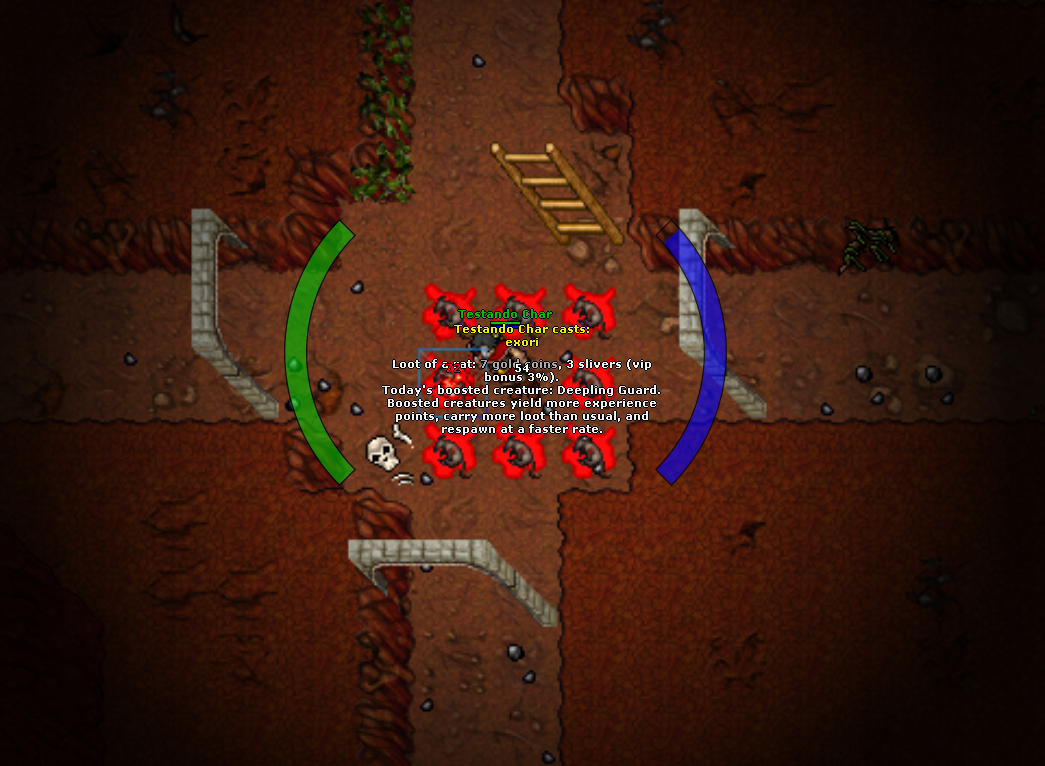 Testando Char
Testando Char casts:
exori
Loot of a rat: 7 gold coins, 3 slivers (vip
bonus 3%).
54
Today's boosted creature: Deepling Guard.
Boosted creatures yield more experience
points, carry more loot than usual, and
respawn at a faster rate.